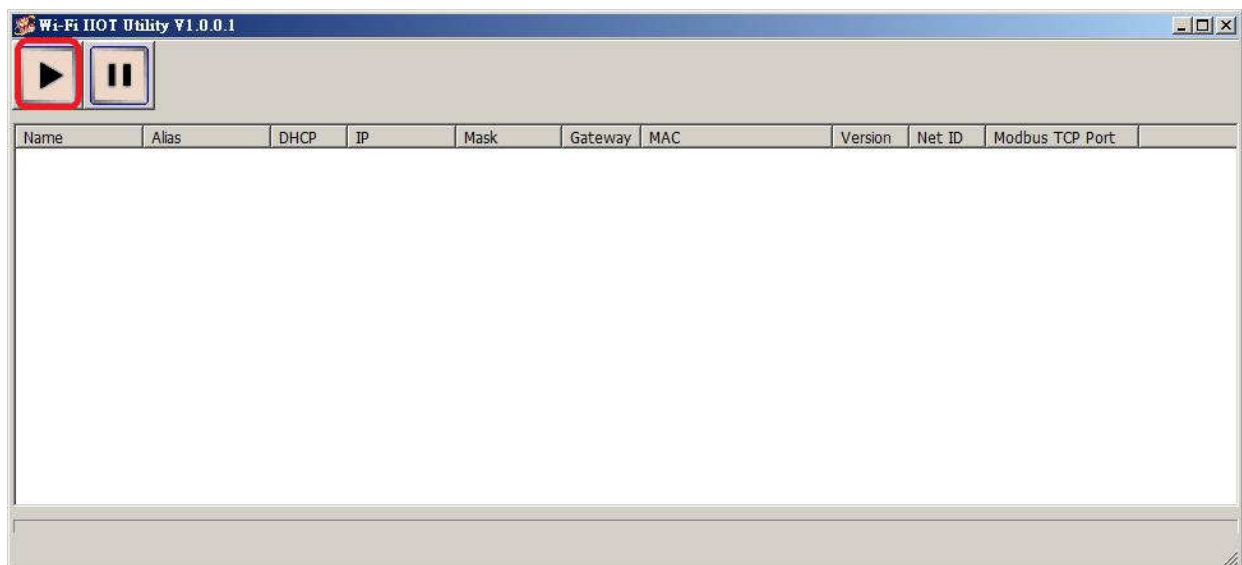 Wi-Fi IIOT Utility V1.0.0.1
Name Alias DHCP IP Mask Gateway MAC Version Net ID Modbus TCP Port